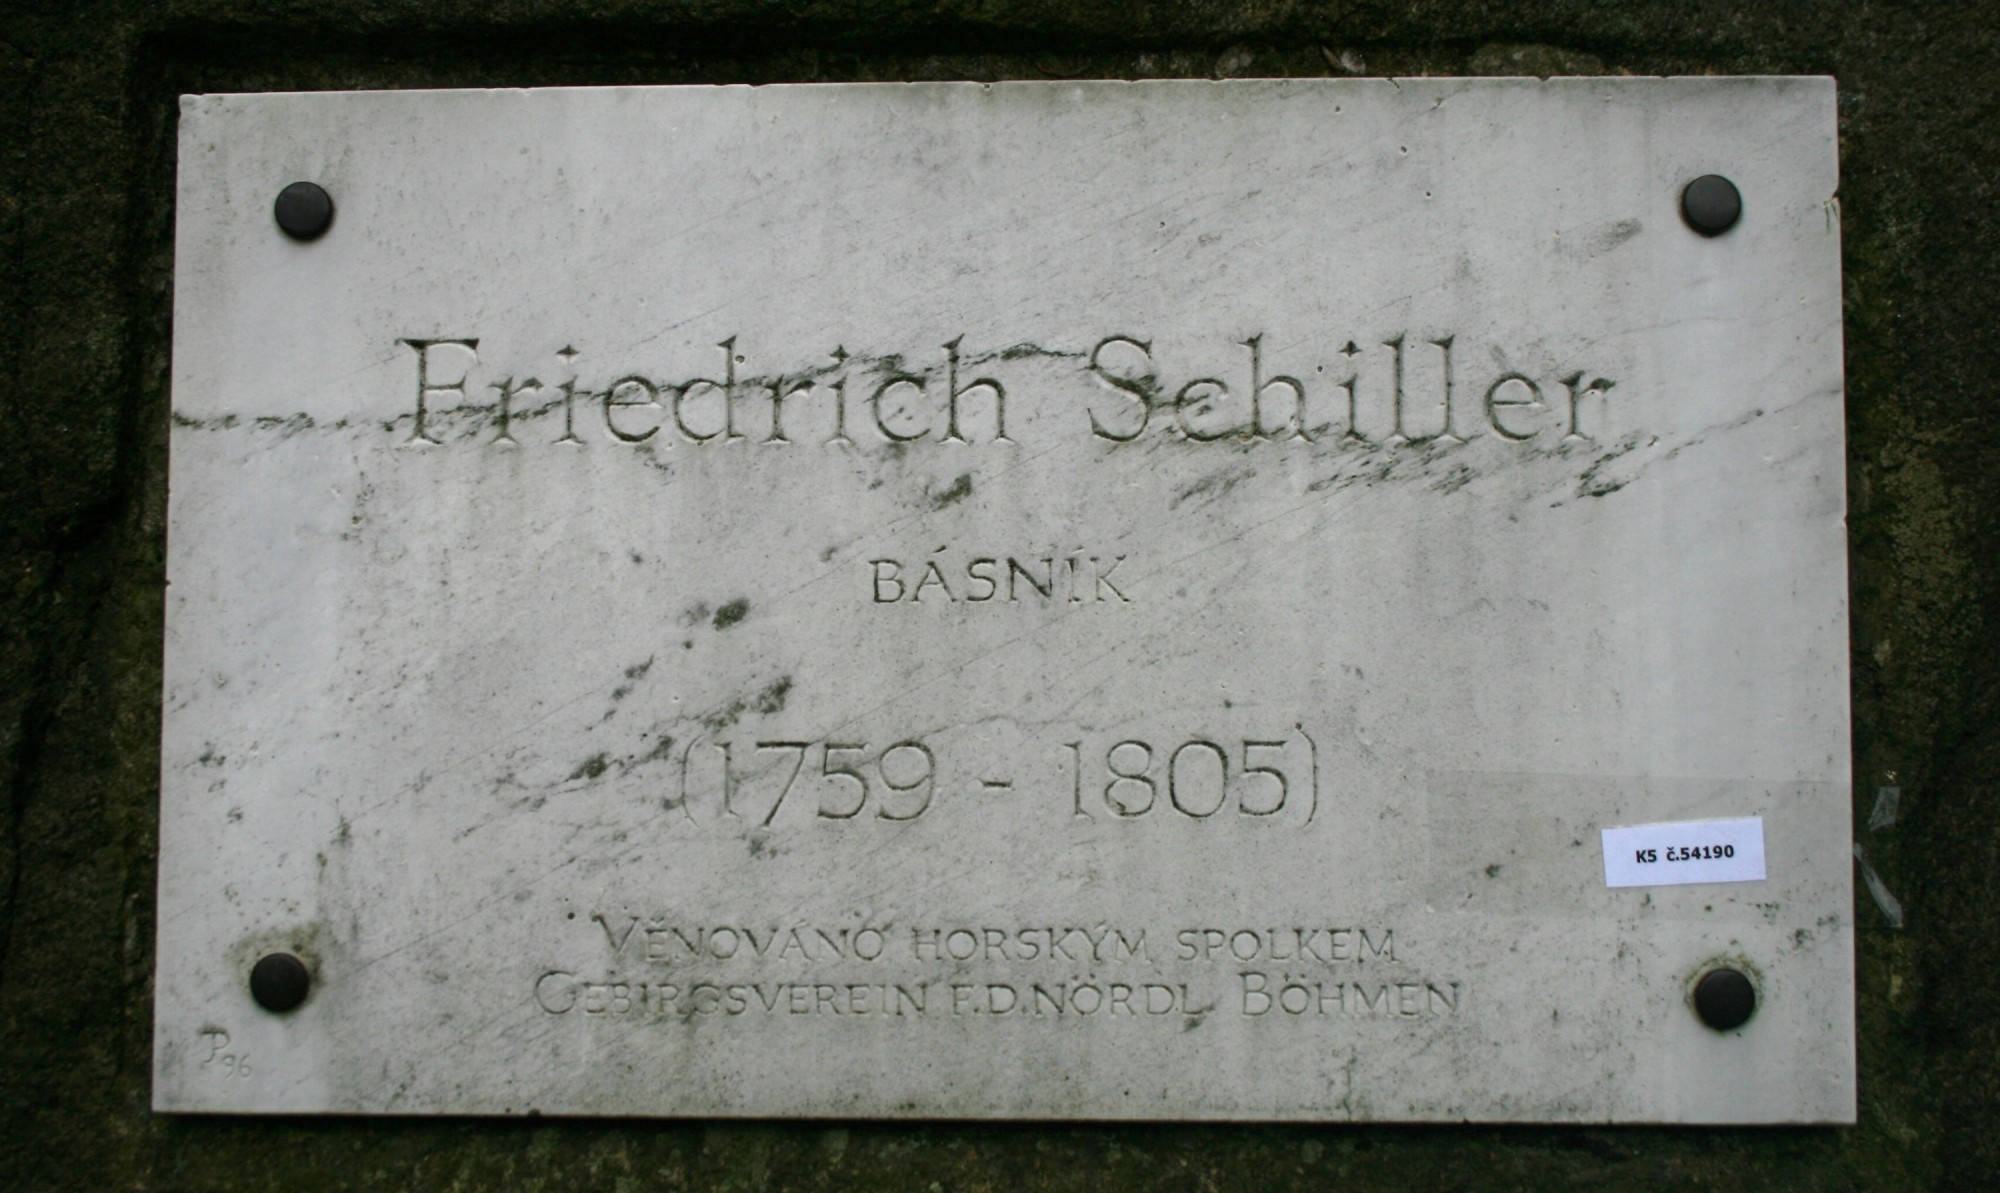 Friedrich Schiller
BÁSNÍK
(1759 - 1805)
K5 č.54190
VĚNOVÁNO HORSKÝM SPOLKEM
GEBIRGSVEREIN F.D.NÖRDL. BÖHMEN
P96